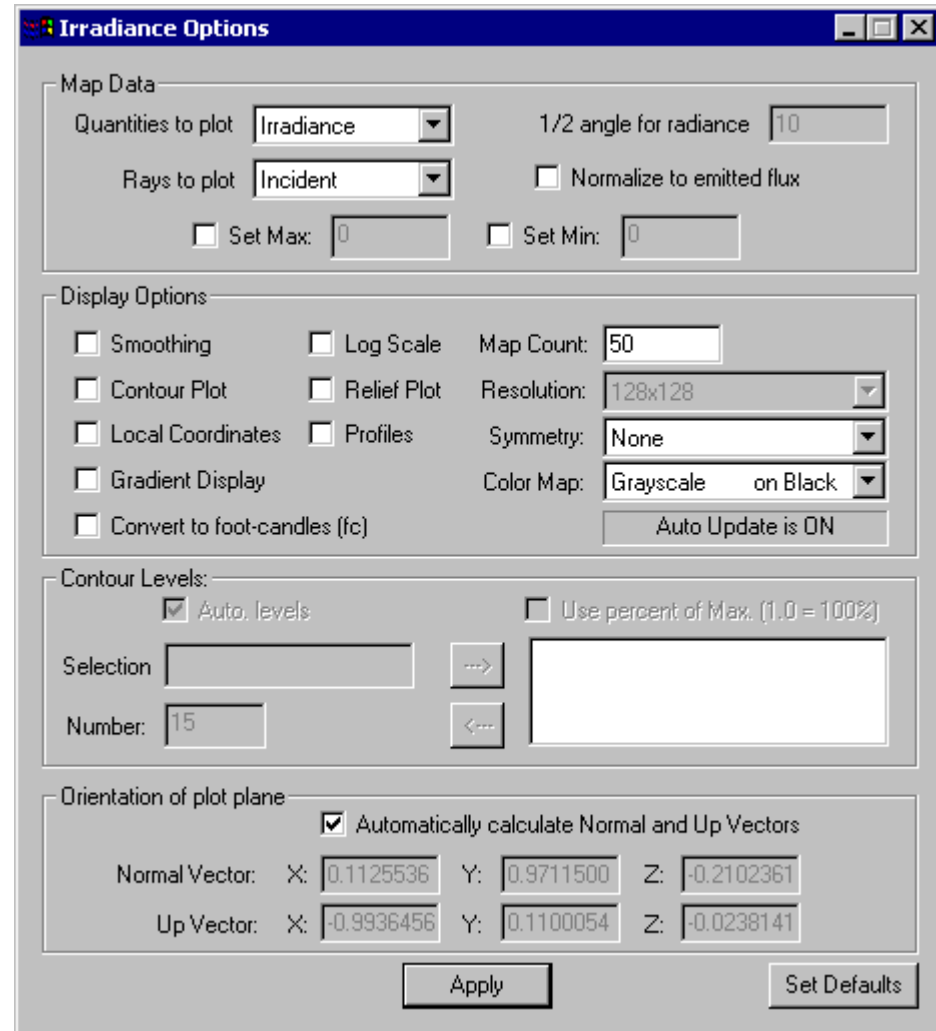 Irradiance Options
Map Data
Quantities to plot Irradiance 1/2 angle for radiance 10
Rays to plot Incident Normalize to emitted flux
Set Max: 0 Set Min: 0
Display Options
Smoothing Log Scale Map Count: 50
Contour Plot Relief Plot Resolution: 128x128
Local Coordinates Profiles Symmetry: None
Gradient Display Color Map: Grayscale on Black
Convert to foot-candles (fc) Auto Update is ON
Contour Levels:
Auto. levels Use percent of Max. (1.0 = 100%)
Selection --->
Number: 15 <---
Orientation of plot plane
Automatically calculate Normal and Up Vectors
Normal Vector: X: 0.1125536 Y: 0.9711500 Z: -0.2102361
Up Vector: X: -0.9936456 Y: 0.1100054 Z: -0.0238141
Apply Set Defaults